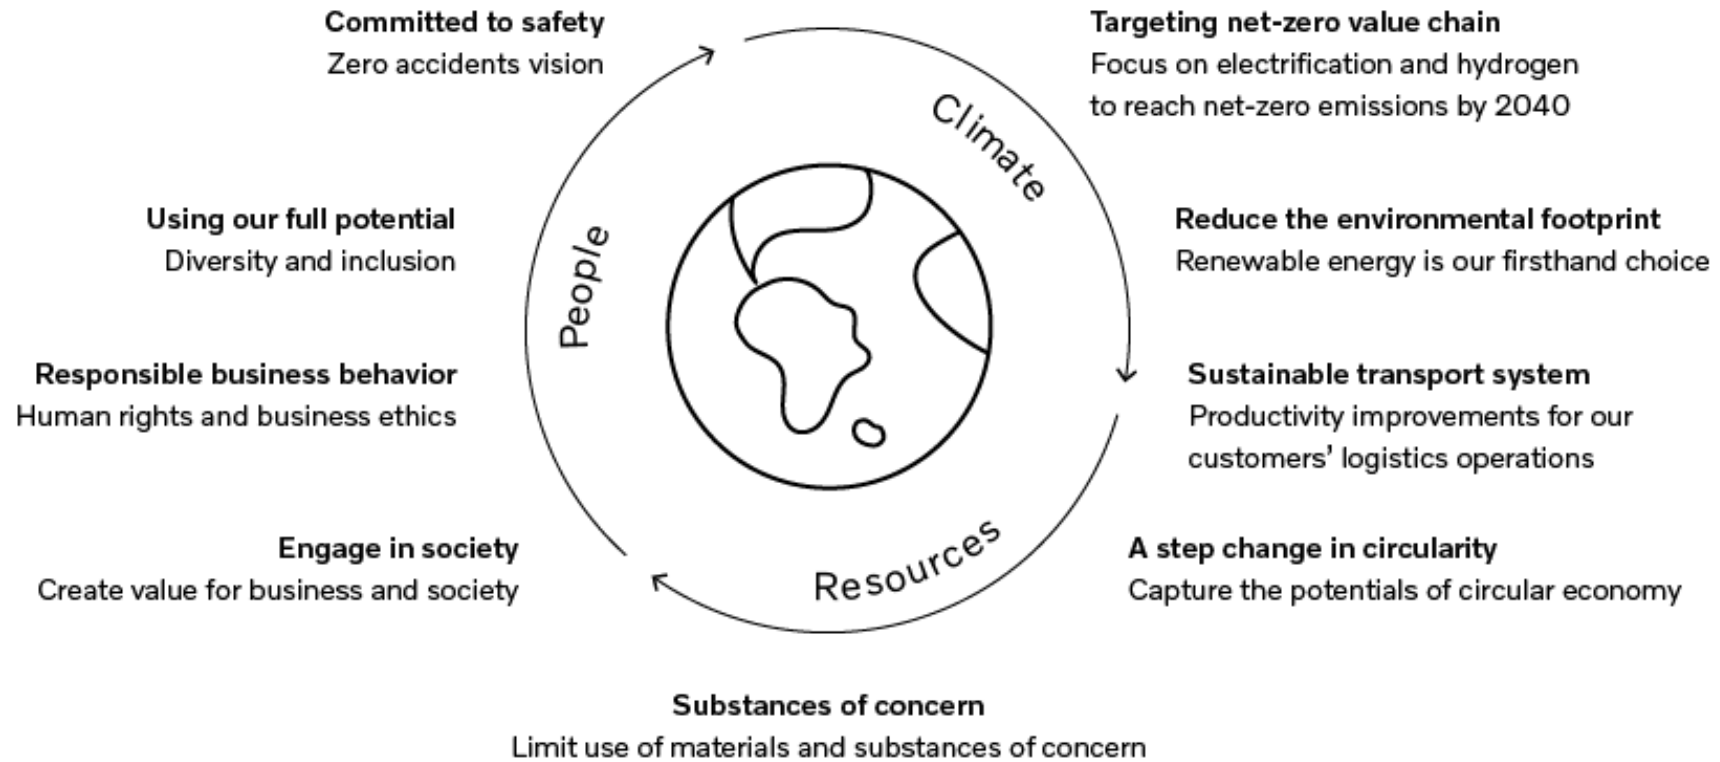 Committed to safety
Zero accidents vision
Targeting net-zero value chain
Focus on electrification and hydrogen
to reach net-zero emissions by 2040
Climate
Using our full potential
Diversity and inclusion
People
Reduce the environmental footprint
Renewable energy is our firsthand choice
Responsible business behavior
Human rights and business ethics
Sustainable transport system
Productivity improvements for our
customers’ logistics operations
Engage in society
Create value for business and society
Resources
A step change in circularity
Capture the potentials of circular economy
Substances of concern
Limit use of materials and substances of concern